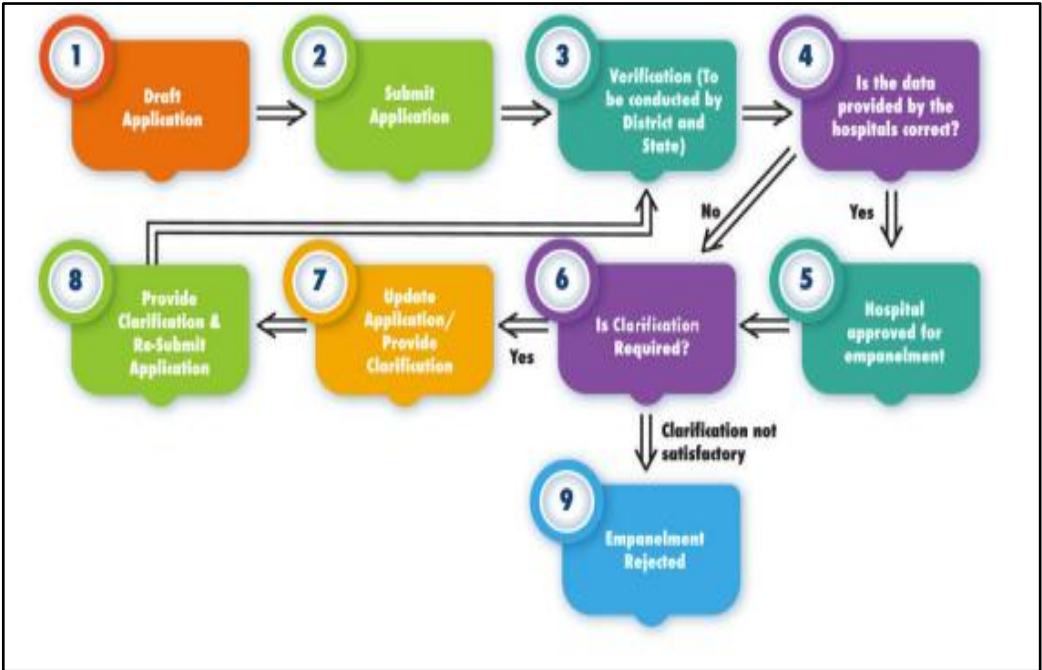 1
Draft
Application
2
Submit
Application
3
Verification (To
be conducted by
District and
State)
4
Is the data
provided by the
hospitals correct?
No
Yes
8
Provide
Clarification &
Re-Submit
Application
7
Update
Application/
Provide
Clarification
Yes
6
Is Clarification
Required?
5
Hospital
approved for
empanelment
Clarification not
satisfactory
9
Empanelment
Rejected